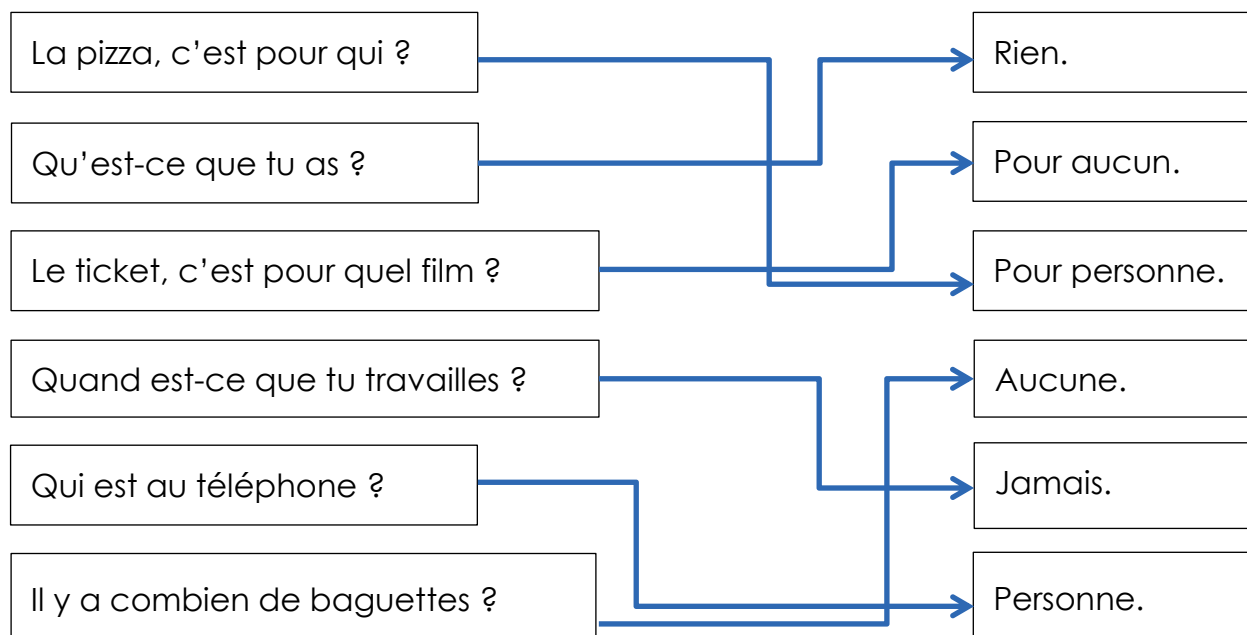 La pizza, c’est pour qui ?
Rien.
Qu’est-ce que tu as ?
Pour aucun.
Le ticket, c’est pour quel film ?
Pour personne.
Quand est-ce que tu travailles ?
Aucune.
Qui est au téléphone ?
Jamais.
Il y a combien de baguettes ?
Personne.